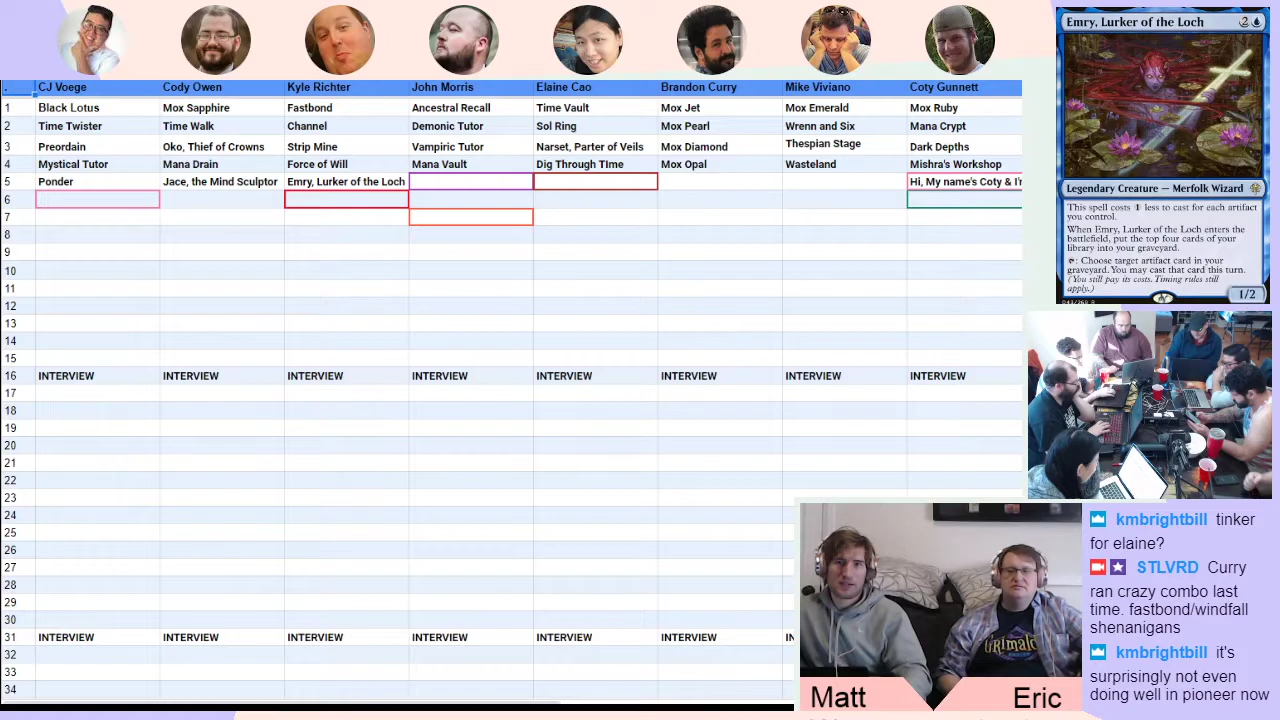 . CJ Voege Cody Owen Kyle Richter John Morris Elaine Cao Brandon Curry Mike Viviano Coty Gunnett
1 Black Lotus Mox Sapphire Fastbond Ancestral Recall Time Vault Mox Jet Mox Emerald Mox Ruby
2 Time Twister Time Walk Channel Demonic Tutor Sol Ring Mox Pearl Wrenn and Six Mana Crypt
3 Preordain Oko, Thief of Crowns Strip Mine Vampiric Tutor Narset, Parter of Veils Mox Diamond Thespian Stage Dark Depths
4 Mystical Tutor Mana Drain Force of Will Mana Vault Dig Through TIme Mox Opal Wasteland Mishra's Workshop
5 Ponder Jace, the Mind Sculptor Emry, Lurker of the Loch Hi, My name's Coty & I'r
6
7
8
9
10
11
12
13
14
15
16 INTERVIEW INTERVIEW INTERVIEW INTERVIEW INTERVIEW INTERVIEW INTERVIEW INTERVIEW
17
18
19
20
21
22
23
24
25
26
27
28
29
30
31 INTERVIEW INTERVIEW INTERVIEW INTERVIEW INTERVIEW INTERVIEW IN
32
33
34
Emry, Lurker of the Loch 2
Legendary Creature — Merfolk Wizard
This spell costs 1 less to cast for each artifact
you control.
When Emry, Lurker of the Loch enters the
battlefield, put the top four cards of your
library into your graveyard.
: Choose target artifact card in your
graveyard. You may cast that card this turn.
(You still pay its costs. Timing rules still
apply.)
1/2
Matt Eric
kmbrightbill tinker
for elaine?
STLVRD Curry
ran crazy combo last
time. fastbond/windfall
shenanigans
kmbrightbill it's
surprisingly not even
doing well in pioneer now